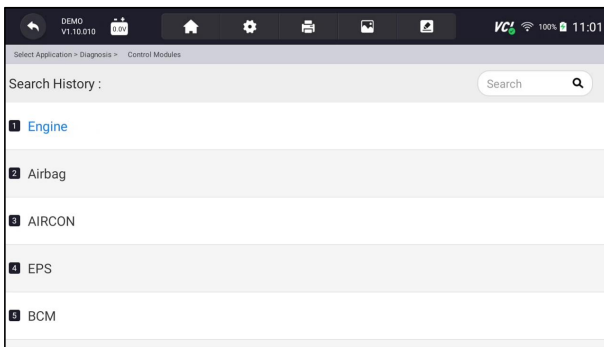 DEMO
V1.10.010
0.0V
VCI
100%
11:01
Select Application > Diagnosis > Control Modules
Search History :
Search
1 Engine
2 Airbag
3 AIRCON
4 EPS
5 BCM